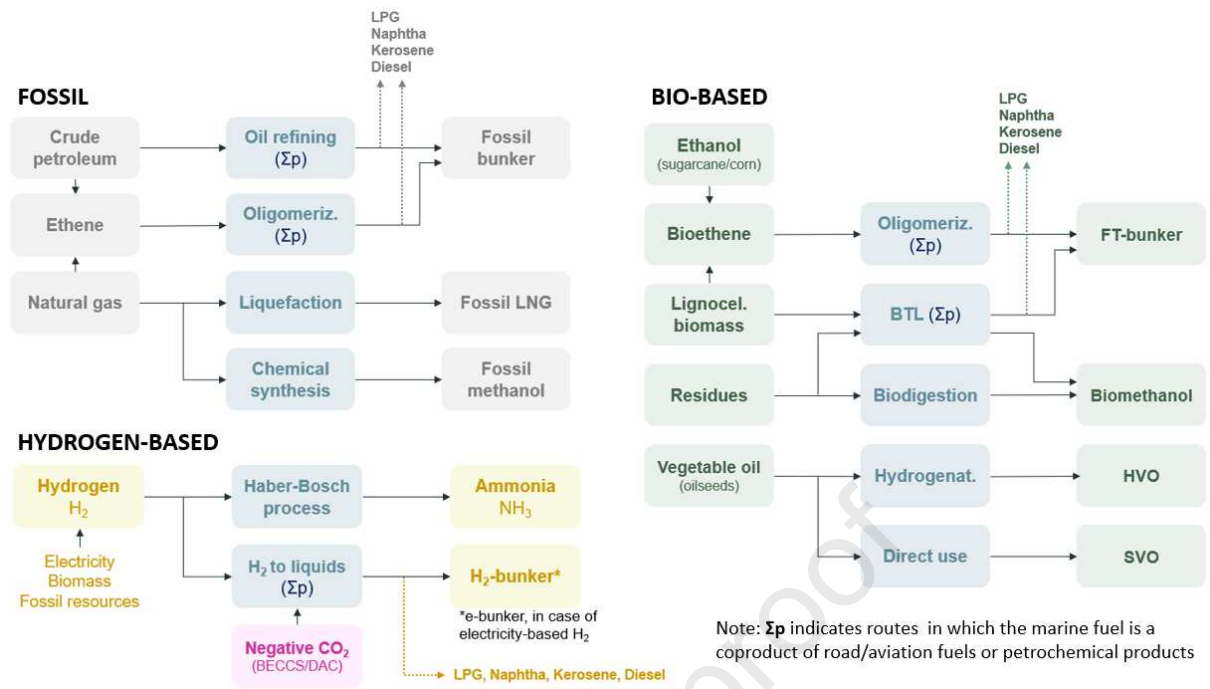 LPG
Naphtha
Kerosene
Diesel
FOSSIL
Crude
petroleum
Oil refining
(Σp)
Fossil
bunker
Ethene
Oligomeriz.
(Σp)
Natural gas
Liquefaction
Fossil LNG
Chemical
synthesis
Fossil
methanol
HYDROGEN-BASED
Hydrogen
H₂
Haber-Bosch
process
Ammonia
NH₃
Electricity
Biomass
Fossil resources
H₂ to liquids
(Σp)
H₂-bunker*
*e-bunker, in case of
electricity-based H₂
Negative CO₂
(BECCS/DAC)
LPG, Naphtha, Kerosene, Diesel
BIO-BASED
LPG
Naphtha
Kerosene
Diesel
Ethanol
(sugarcane/corn)
Bioethene
Oligomeriz.
(Σp)
FT-bunker
Lignocel.
biomass
BTL (Σp)
Residues
Biodigestion
Biomethanol
Vegetable oil
(oilseeds)
Hydrogenat.
HVO
Direct use
SVO
Note: Σp indicates routes in which the marine fuel is a
coproduct of road/aviation fuels or petrochemical products
proof